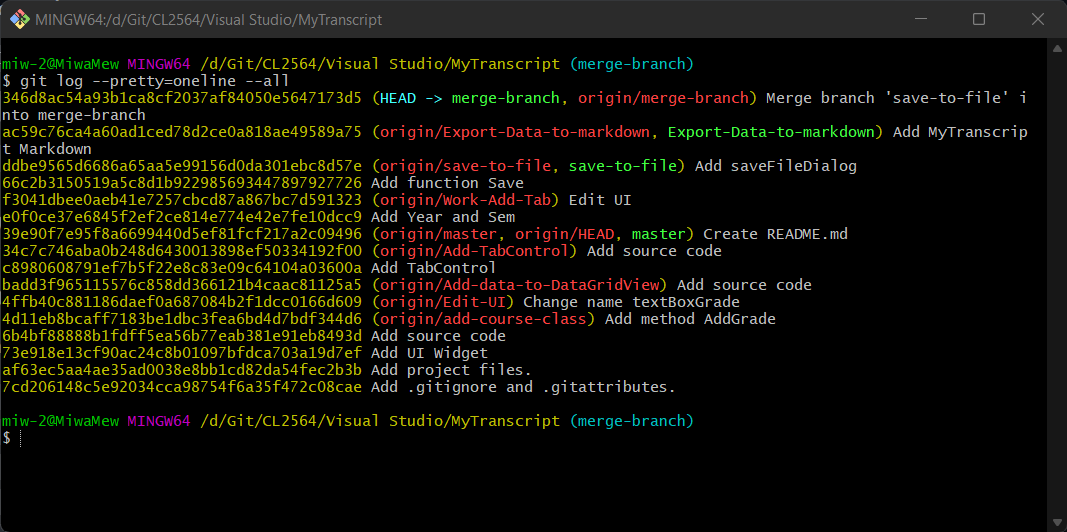 MINGW64:/d/Git/CL2564/Visual Studio/MyTranscript
miw-2@MiwaMew MINGW64 /d/Git/CL2564/Visual Studio/MyTranscript (merge-branch)
$ git log --pretty=oneline --all
346d8ac54a93b1ca8cf2037af84050e5647173d5 (HEAD -> merge-branch, origin/merge-branch) Merge branch 'save-to-file' i
nto merge-branch
ac59c76ca4a60ad1ced78d2ce0a818ae49589a75 (origin/Export-Data-to-markdown, Export-Data-to-markdown) Add MyTranscrip
t Markdown
ddbe9565d6686a65aa5e99156d0da301ebc8d57e (origin/save-to-file, save-to-file) Add saveFileDialog
66c2b3150519a5c8d1b922985693447897927726 Add function Save
f3041dbee0aeb41e7257cbcd87a867bc7d591323 (origin/Work-Add-Tab) Edit UI
e0f0ce37e6845f2ef2ce814e774e42e7fe10dcc9 Add Year and Sem
39e90f7e95f8a6699440d5ef81fcf217a2c09496 (origin/master, origin/HEAD, master) Create README.md
34c7c746aba0b248d6430013898ef50334192f00 (origin/Add-TabControl) Add source code
c8980608791ef7b5f22e8c83e09c64104a03600a Add TabControl
badd3f965115576c858dd366121b4caac81125a5 (origin/Add-data-to-DataGridView) Add source code
4ffb40c881186daef0a687084b2f1dcc0166d609 (origin/Edit-UI) Change name textBoxGrade
4d11eb8bcaff7183be1dbc3fea6bd4d7bdf344d6 (origin/add-course-class) Add method AddGrade
6b4bf88888b1fdff5ea56b77eab381e91eb8493d Add source code
73e918e13cf90ac24c8b01097bfdca703a19d7ef Add UI Widget
af63ec5aa4ae35ad0038e8bb1cd82da54fec2b3b Add project files.
7cd206148c5e92034cca98754f6a35f472c08cae Add .gitignore and .gitattributes.
miw-2@MiwaMew MINGW64 /d/Git/CL2564/Visual Studio/MyTranscript (merge-branch)
$